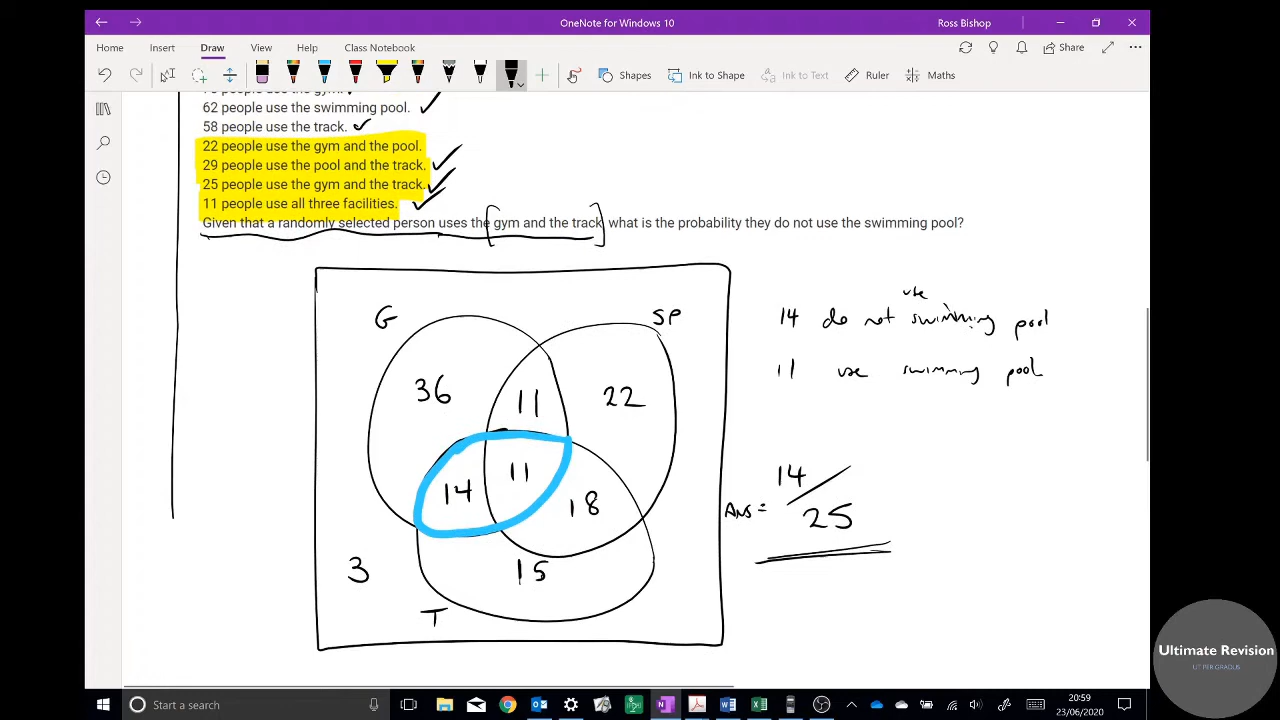 OneNote for Windows 10
Ross Bishop
Home Insert Draw View Help Class Notebook
Share
Shapes Ink to Shape Ink to Text Ruler Maths
62 people use the swimming pool.
58 people use the track.
22 people use the gym and the pool.
29 people use the pool and the track.
25 people use the gym and the track.
11 people use all three facilities.
Given that a randomly selected person uses the gym and the track what is the probability they do not use the swimming pool?
G
SP
36
11
22
14
11
18
3
15
T
use
14 do not swimming pool
11 use swimming pool
Ans = 14/25
Ultimate Revision
UT PER GRADUS
Start a search
20:59
23/06/2020